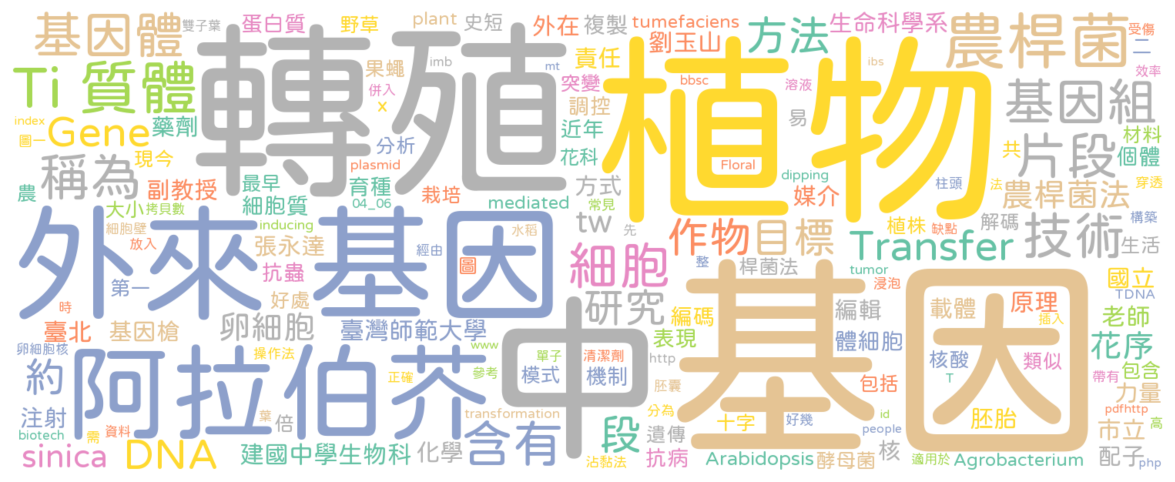 基因體 雙子葉 蛋白質 野草 plant 史短 外在 複製 tumefaciens 生命科學系 農桿菌 受傷
轉殖 植物 劉玉山 方法 二
Ti 質體 果蠅 imb mt 責任 bbsc 溶液 ibs 效率
併入 x 突變 調控 易 基因組
index Gene 藥劑 分析 近年 共 片段 材料
圖一 現今 plasmid 花科 Floral 個體
稱為 副教授 最早 育種 栽培 方式 dipping 媒介 柱頭 法 穿透
農 細胞質 04_06 mediated 常見 農桿菌法
大小 拷貝數 tw 先 植株 缺點 解碼 構築
外來基因 細胞壁 inducing 水稻 作物 目標 Transfer 技術 生活
放入 張永達 經由 圖 細胞 整 桿菌法 tumor
抗蟲 浸泡 國立
第一 好處 研究 編碼 編輯 載體 原理 TDNA
時 臺北 基因槍 卵細胞 臺灣師範大學 中 基因 表現 體細胞 插入 老師
卵細胞核 操作法 www 單子 清潔劑 http 核酸 類似 花序
約 阿拉伯芥 正確 參考 模式 機制 胚囊 包括 T 帶有 包含
注射 葉 倍 transformation 分為 十字 好幾 id 胚胎 力量
biotech 需 資料 含有 段 遺傳 people pdfhttp 高
sinica DNA 建國中學生物科 化學 沾黏法 抗病 Arabidopsis 酵母菌 核 適用於 Agrobacterium 市立 配子 php